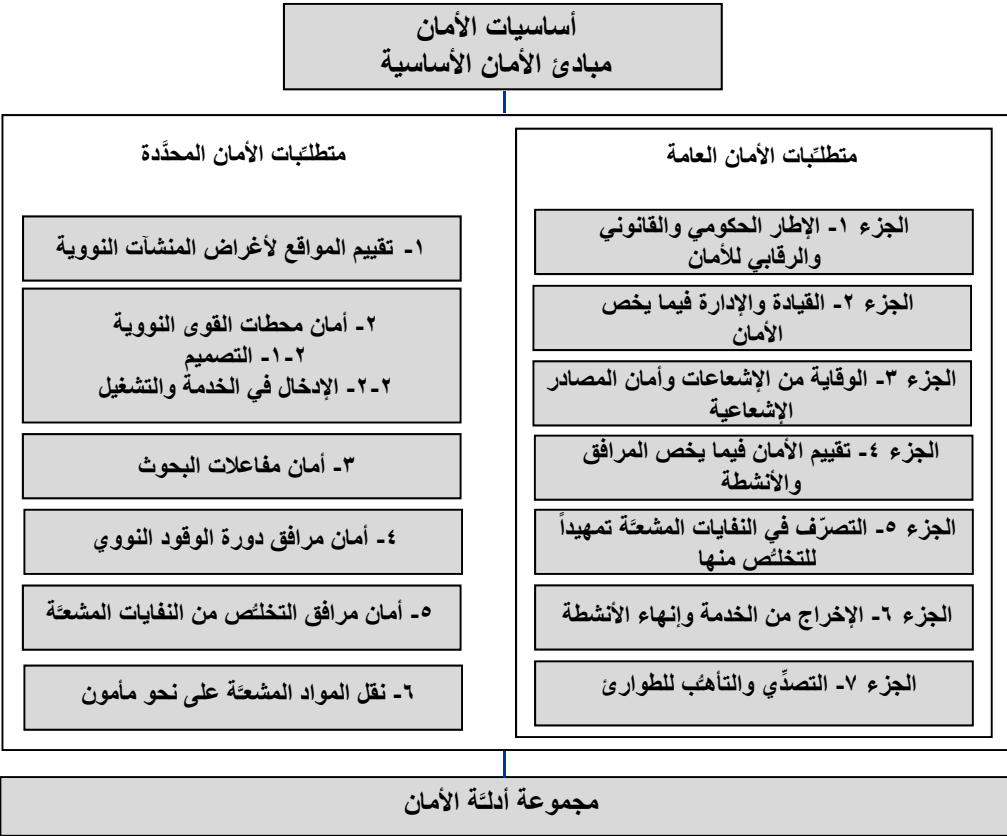 أساسيات الأمان
مبادئ الأمان الأساسية
متطلبّات الأمان العامة
الجزء ١- الإطار الحكومي والقانوني
والرقابي للأمان
الجزء ٢- القيادة والإدارة فيما يخص
الأمان
الجزء ٣- الوقاية من الإشعاعات وأمان المصادر
الإشعاعية
الجزء ٤- تقييم الأمان فيما يخص المرافق
والأنشطة
الجزء ٥- التصرّف في النفايات المشعَّة تمهيداً
للتخلُّص منها
الجزء ٦- الإخراج من الخدمة وإنهاء الأنشطة
الجزء ٧- التصدِّي والتأهُّب للطوارئ
متطلبّات الأمان المحدَّدة
١- تقييم المواقع لأغراض المنشآت النووية
٢- أمان محطات القوى النووية
٢-١- التصميم
٢-٢- الإدخال في الخدمة والتشغيل
٣- أمان مفاعلات البحوث
٤- أمان مرافق دورة الوقود النووي
٥- أمان مرافق التخلُّص من النفايات المشعَّة
٦- نقل المواد المشعَّة على نحو مأمون
مجموعة أدلَّة الأمان